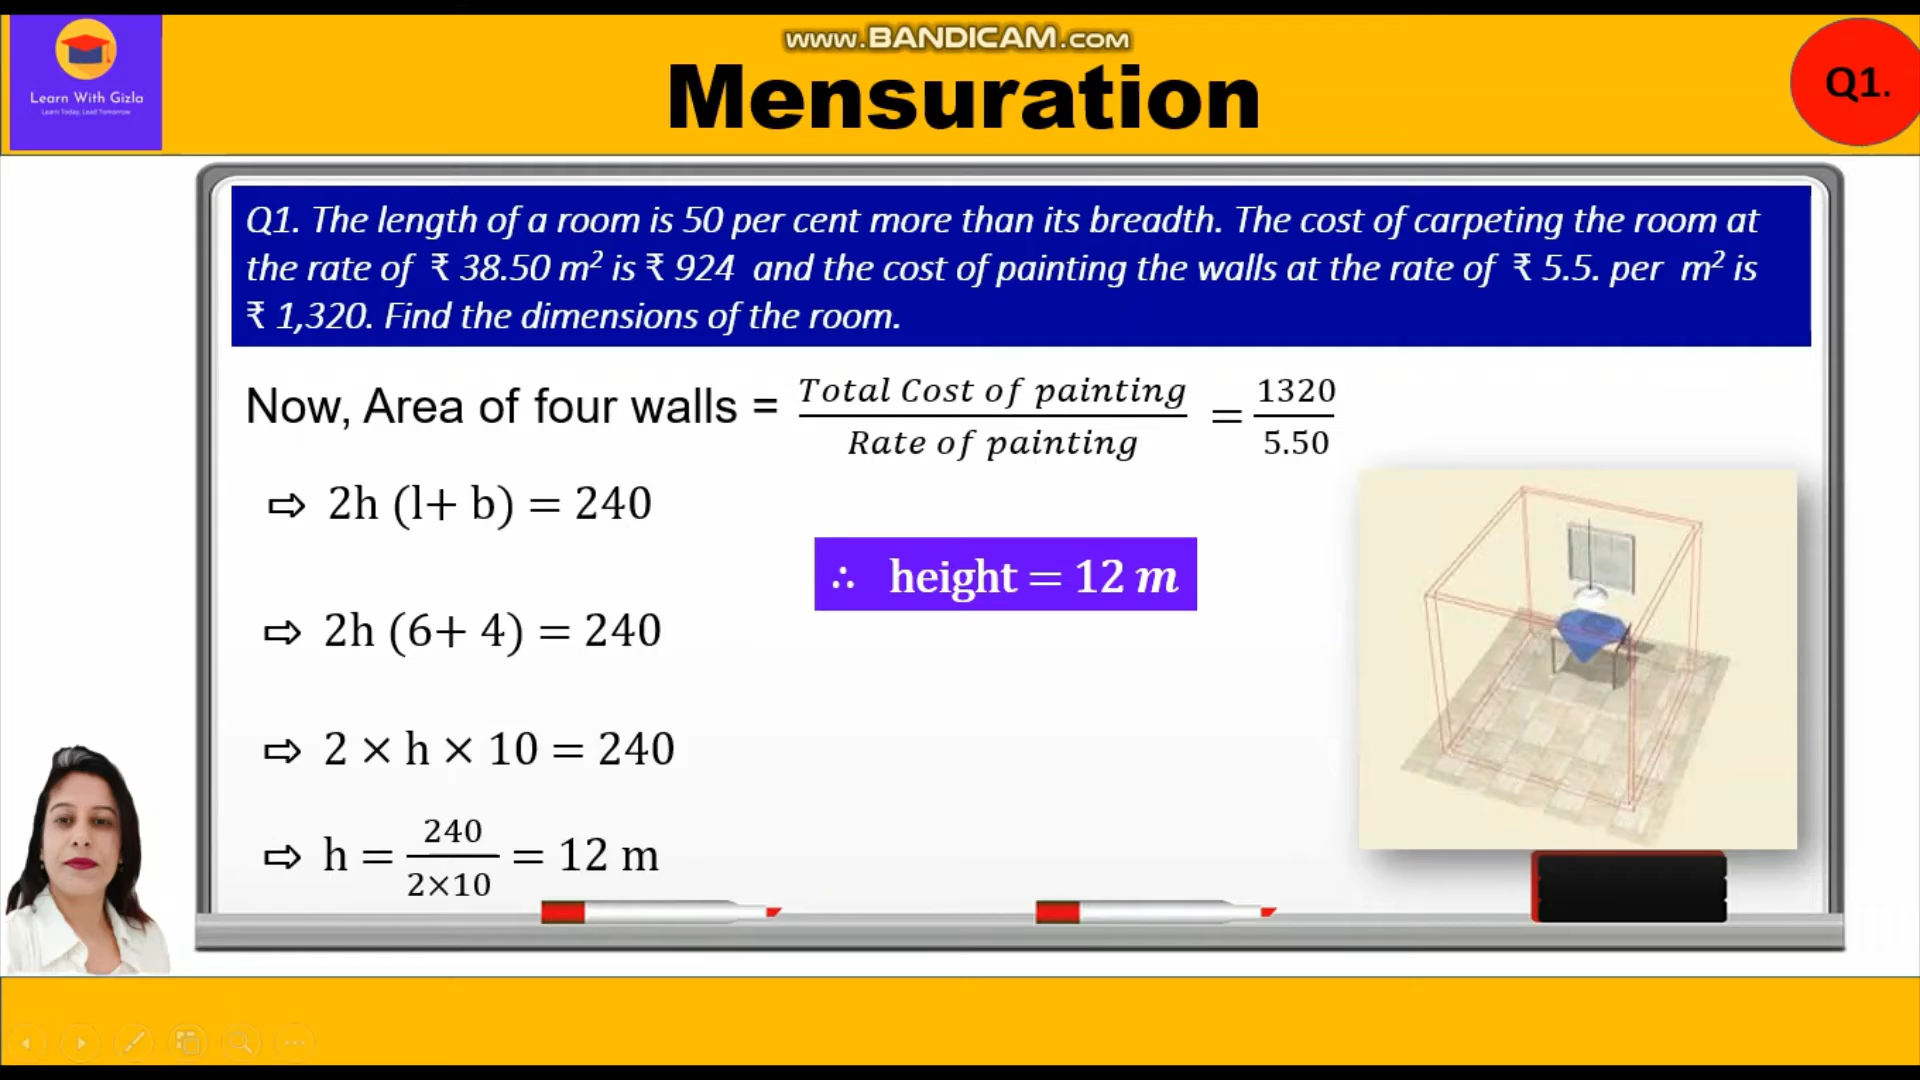 www.BANDICAM.com
Learn With Gizla
Learn Today, Lead Tomorrow
Mensuration
Q1.
Q1. The length of a room is 50 per cent more than its breadth. The cost of carpeting the room at
the rate of ₹ 38.50 m² is ₹ 924 and the cost of painting the walls at the rate of ₹ 5.5. per m² is
₹ 1,320. Find the dimensions of the room.
Now, Area of four walls = Total Cost of painting / Rate of painting = 1320 / 5.50
⇨ 2h (l+ b) = 240
∴ height = 12 m
⇨ 2h (6+ 4) = 240
⇨ 2 × h × 10 = 240
⇨ h = 240 / 2×10 = 12 m